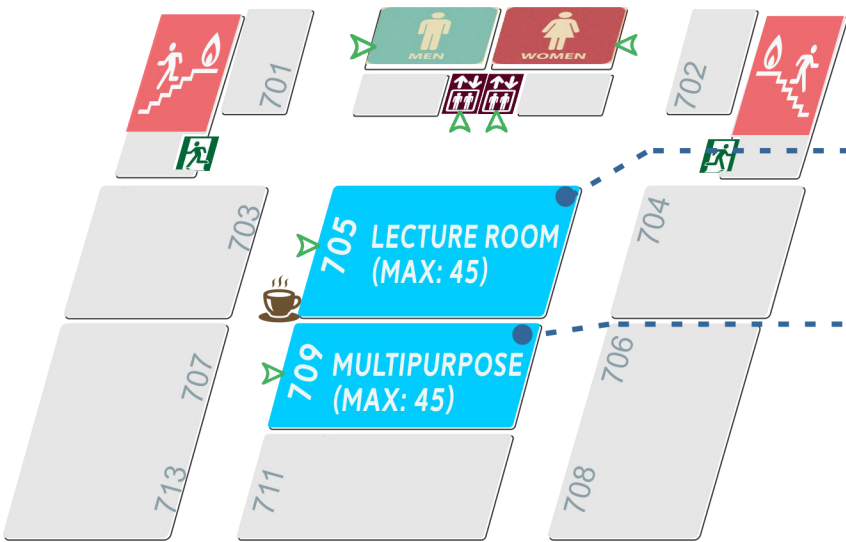 MEN
WOMEN
701
702
703
705
LECTURE ROOM
(MAX: 45)
704
709
MULTIPURPOSE
(MAX: 45)
707
706
713
711
708